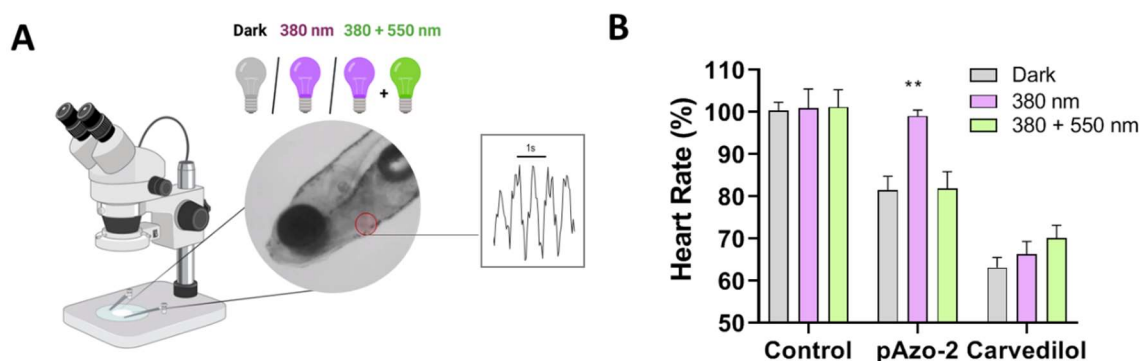 A
Dark 380 nm 380 + 550 nm
+
1s
B
Heart Rate (%)
110
100
90
80
70
60
50
**
Dark
380 nm
380 + 550 nm
Control pAzo-2 Carvedilol